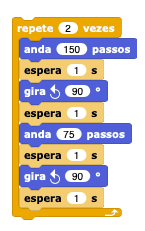 repete 2 vezes
anda 150 passos
espera 1 s
gira 90 °
espera 1 s
anda 75 passos
espera 1 s
gira 90 °
espera 1 s